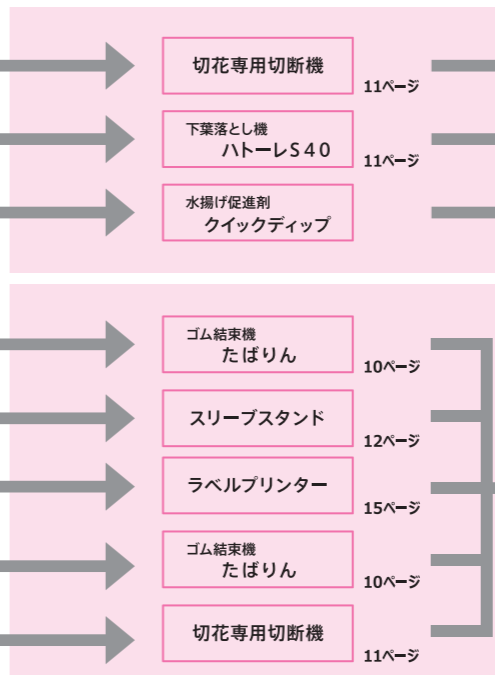 切花専用切断機
11ページ
下葉落とし機
ハトーレS40
11ページ
水揚げ促進剤
クイックディップ
ゴム結束機
たばりん
10ページ
スリーブスタンド
12ページ
ラベルプリンター
15ページ
ゴム結束機
たばりん
10ページ
切花専用切断機
11ページ